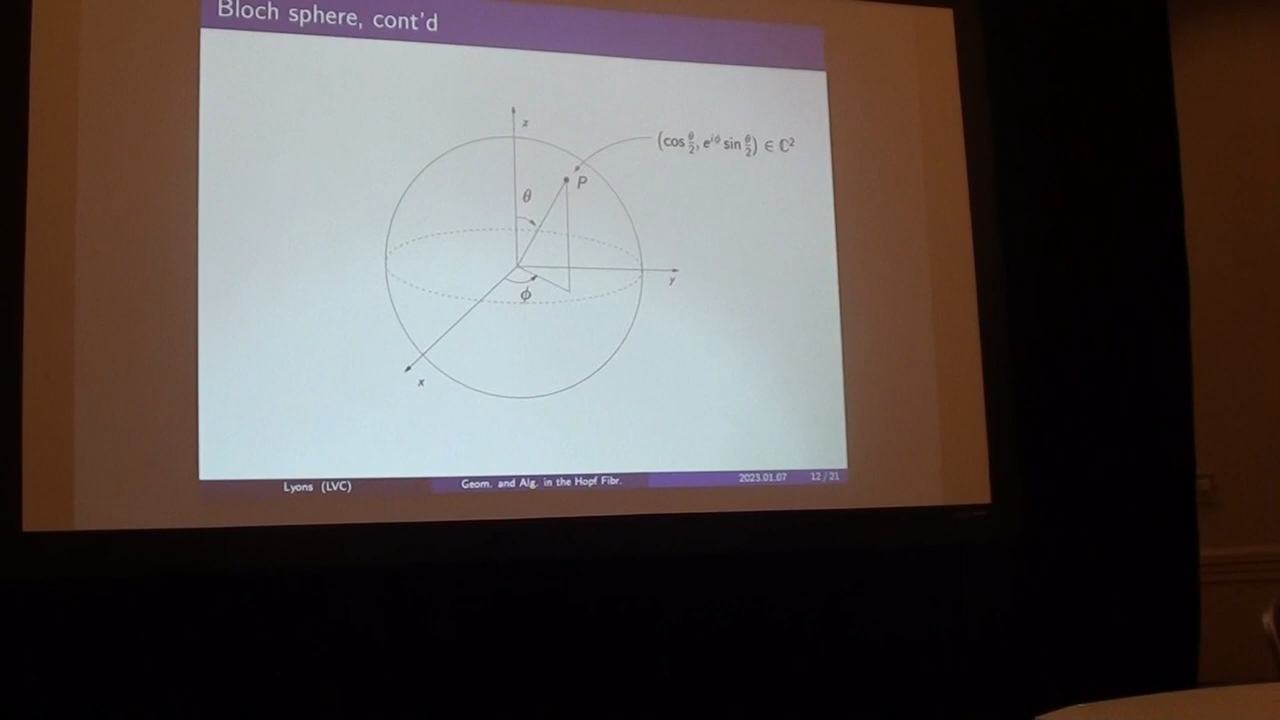 Bloch sphere, cont'd
z
(cos θ/2, e^{iϕ} sin θ/2) ∈ ℂ²
P
θ
y
ϕ
x
Lyons (LVC) Geom. and Alg. in the Hopf Fibr. 2023.01.07 12 / 21